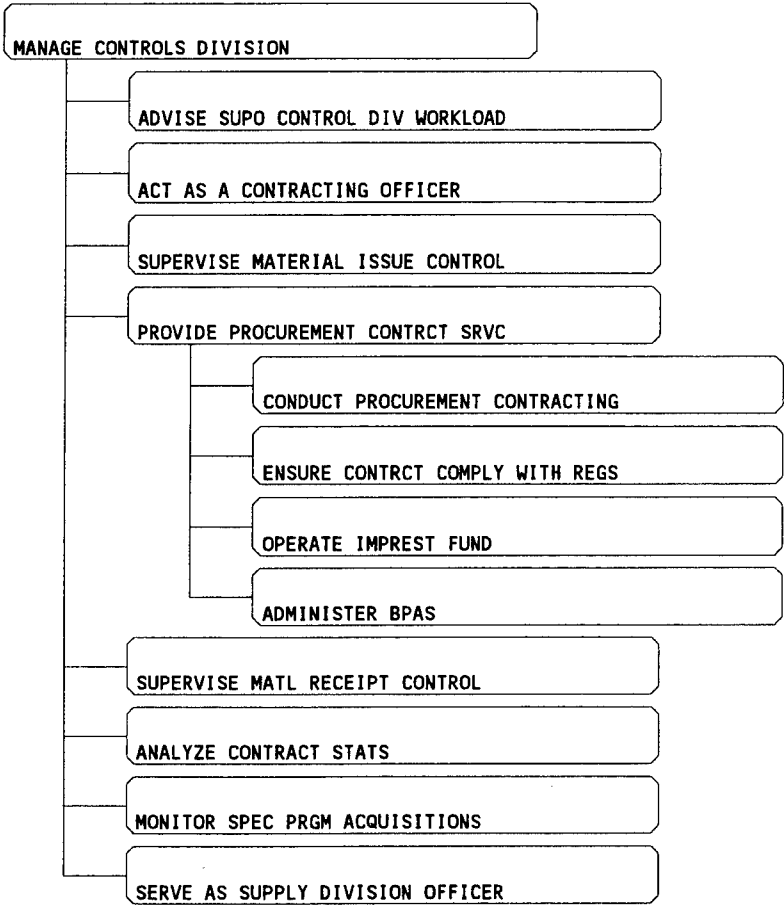 MANAGE CONTROLS DIVISION
ADVISE SUPO CONTROL DIV WORKLOAD
ACT AS A CONTRACTING OFFICER
SUPERVISE MATERIAL ISSUE CONTROL
PROVIDE PROCUREMENT CONTRCT SRVC
CONDUCT PROCUREMENT CONTRACTING
ENSURE CONTRCT COMPLY WITH REGS
OPERATE IMPREST FUND
ADMINISTER BPAS
SUPERVISE MATL RECEIPT CONTROL
ANALYZE CONTRACT STATS
MONITOR SPEC PRGM ACQUISITIONS
SERVE AS SUPPLY DIVISION OFFICER